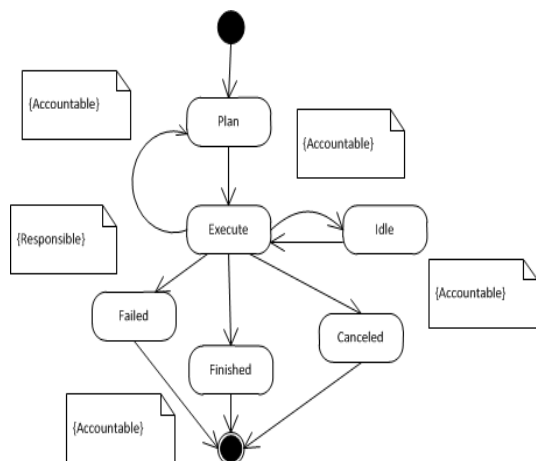 {Accountable}
Plan
{Accountable}
{Responsible}
Execute
Idle
{Accountable}
Failed
Canceled
Finished
{Accountable}